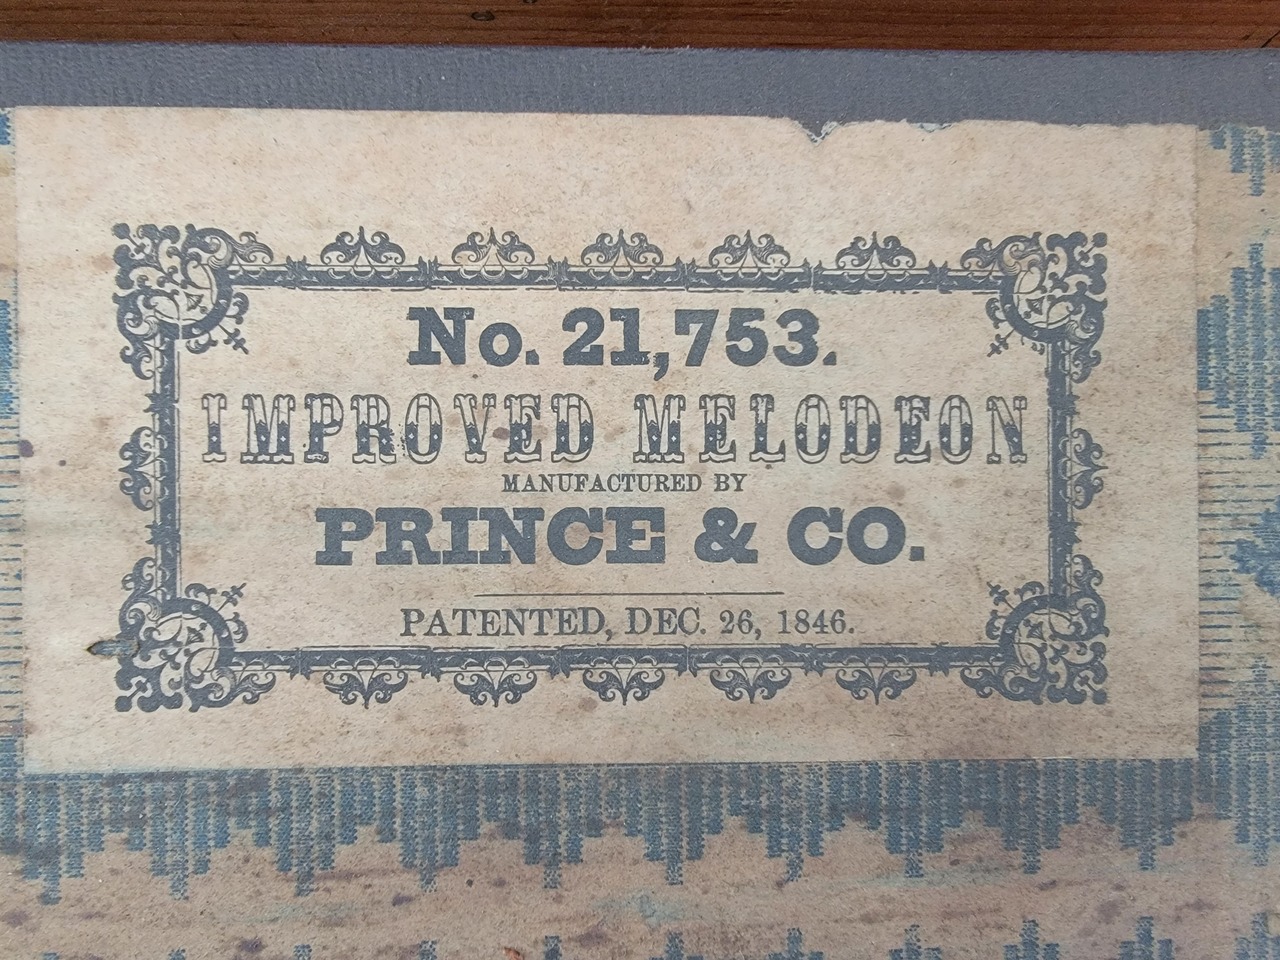 No. 21,753.
IMPROVED MELODEON
MANUFACTURED BY
PRINCE & CO.
PATENTED, DEC. 26, 1846.